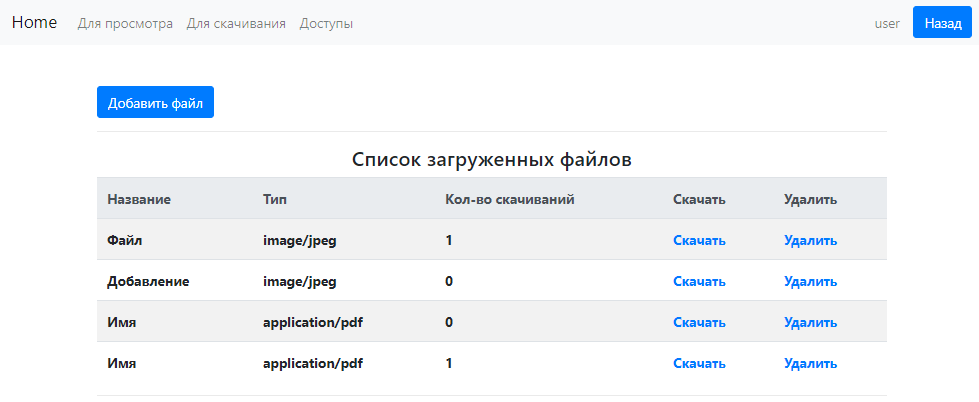 Home Для просмотра Для скачивания Доступы user Назад
Добавить файл
Список загруженных файлов
Название Тип Кол-во скачиваний Скачать Удалить
Файл image/jpeg 1 Скачать Удалить
Добавление image/jpeg 0 Скачать Удалить
Имя application/pdf 0 Скачать Удалить
Имя application/pdf 1 Скачать Удалить